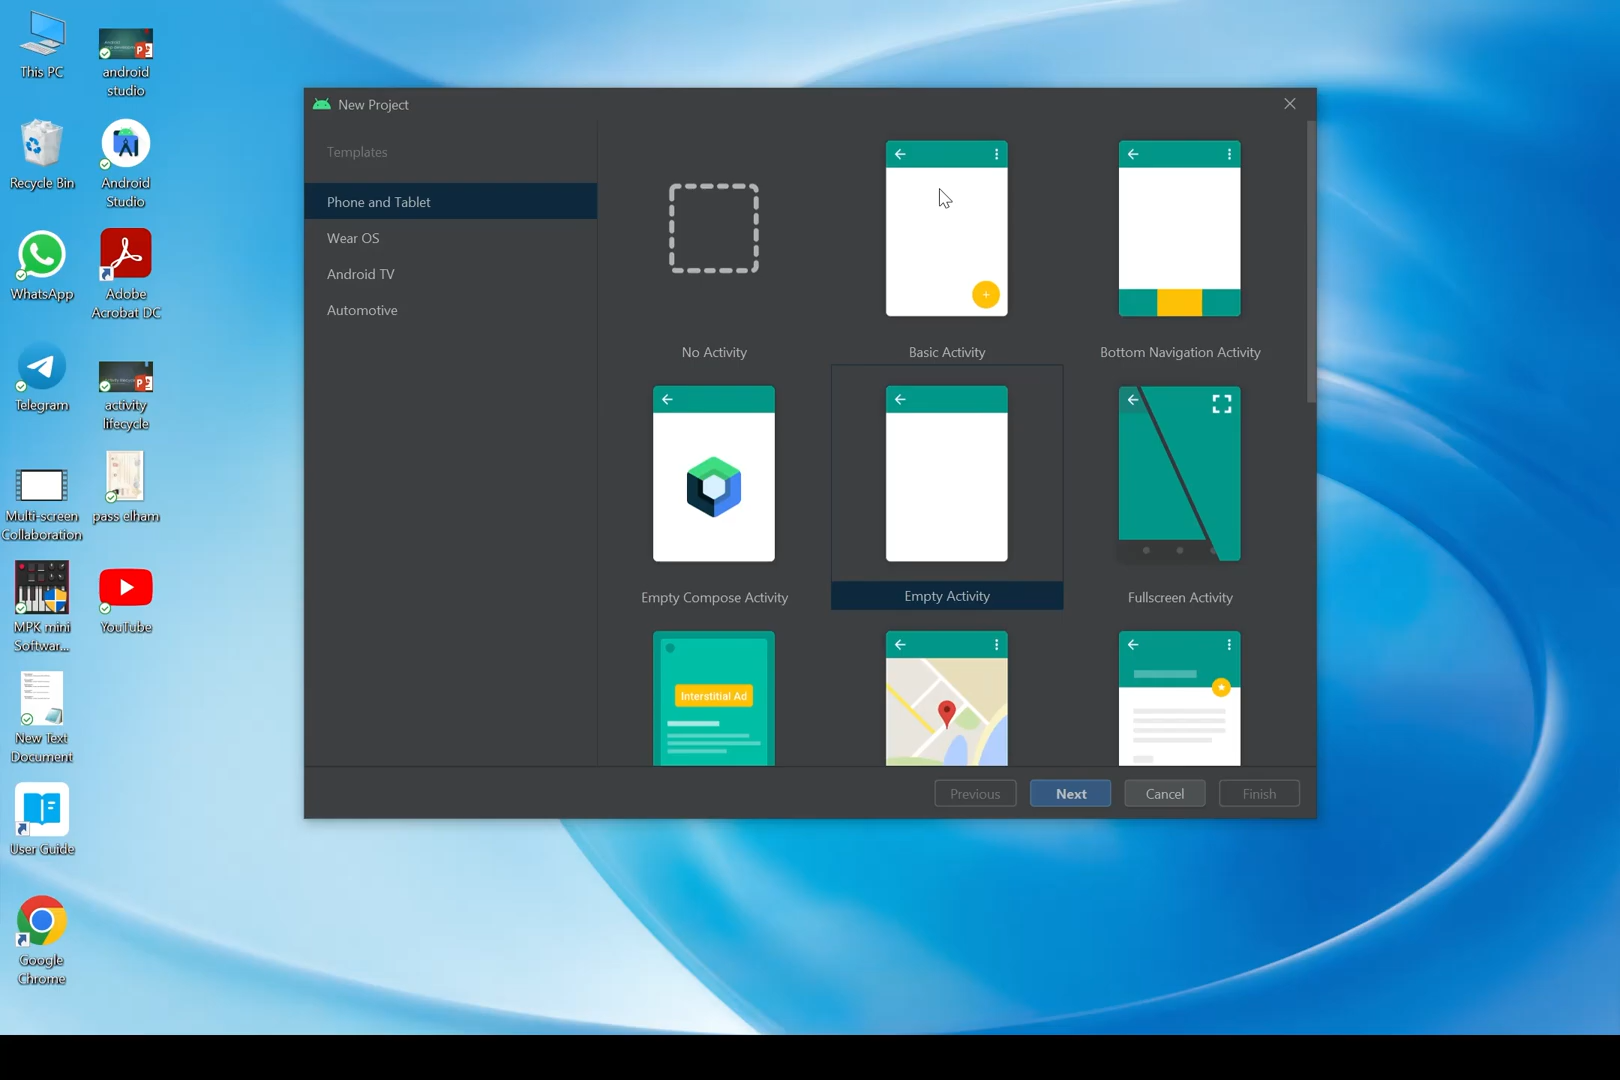 This PC
android
studio
Recycle Bin
Android
Studio
WhatsApp
Adobe
Acrobat DC
Telegram
activity
lifecycle
Multi-screen
Collaboration
pass elham
MPK mini
Softwar...
YouTube
New Text
Document
User Guide
Google
Chrome
New Project
Templates
Phone and Tablet
Wear OS
Android TV
Automotive
No Activity
Basic Activity
Bottom Navigation Activity
Empty Compose Activity
Empty Activity
Fullscreen Activity
Interstitial Ad
Previous
Next
Cancel
Finish